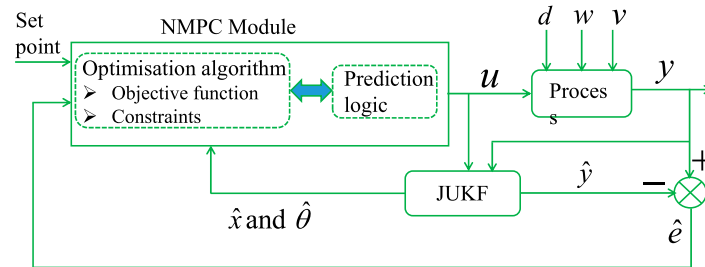 Set
point
NMPC Module
Optimisation algorithm
➤ Objective function
➤ Constraints
Prediction
logic
u
d w v
Proces
s
y
+
JUKF
ŷ
−
x̂ and θ̂
ê